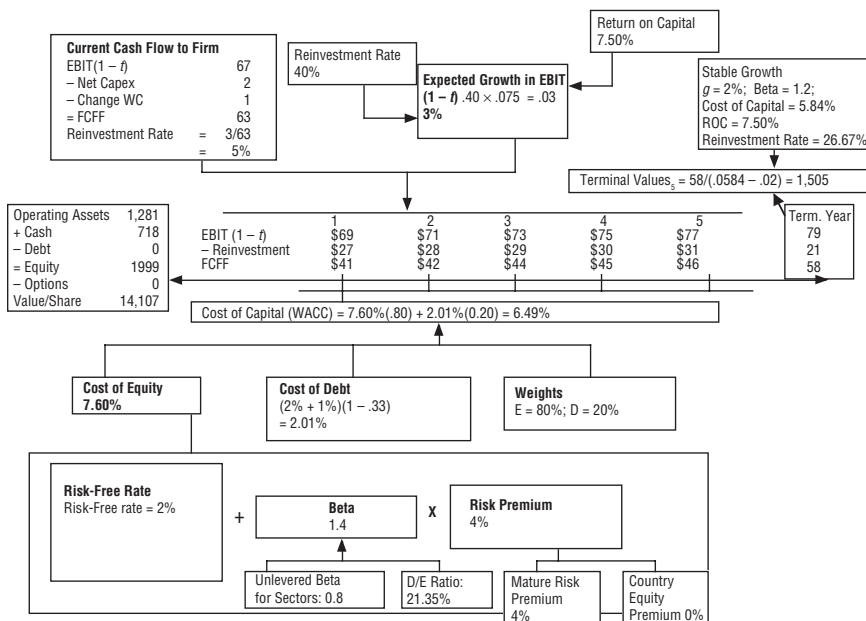 Current Cash Flow to Firm
EBIT(1 – t) 67
– Net Capex 2
– Change WC 1
= FCFF 63
Reinvestment Rate = 3/63
= 5%
Reinvestment Rate
40%
Return on Capital
7.50%
Expected Growth in EBIT
(1 – t) .40 × .075 = .03
3%
Stable Growth
g = 2%; Beta = 1.2;
Cost of Capital = 5.84%
ROC = 7.50%
Reinvestment Rate = 26.67%
Terminal Values5 = 58/(.0584 – .02) = 1,505
Operating Assets 1,281
+ Cash 718
– Debt 0
= Equity 1999
– Options 0
Value/Share 14,107
1 2 3 4 5
EBIT (1 – t) $69 $71 $73 $75 $77
– Reinvestment $27 $28 $29 $30 $31
FCFF $41 $42 $44 $45 $46
Term. Year
79
21
58
Cost of Capital (WACC) = 7.60%(.80) + 2.01%(0.20) = 6.49%
Cost of Equity
7.60%
Cost of Debt
(2% + 1%)(1 – .33)
= 2.01%
Weights
E = 80%; D = 20%
Risk-Free Rate
Risk-Free rate = 2%
+
Beta
1.4
X
Risk Premium
4%
Unlevered Beta
for Sectors: 0.8
D/E Ratio:
21.35%
Mature Risk
Premium
4%
Country
Equity
Premium 0%